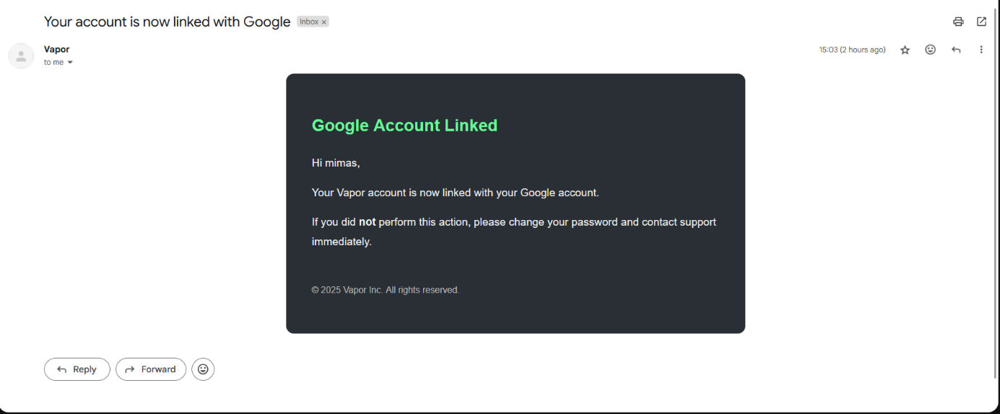 Your account is now linked with Google Inbox ×
Vapor
15:03 (2 hours ago)
to me
Google Account Linked
Hi mimas,
Your Vapor account is now linked with your Google account.
If you did not perform this action, please change your password and contact support
immediately.
© 2025 Vapor Inc. All rights reserved.
Reply Forward